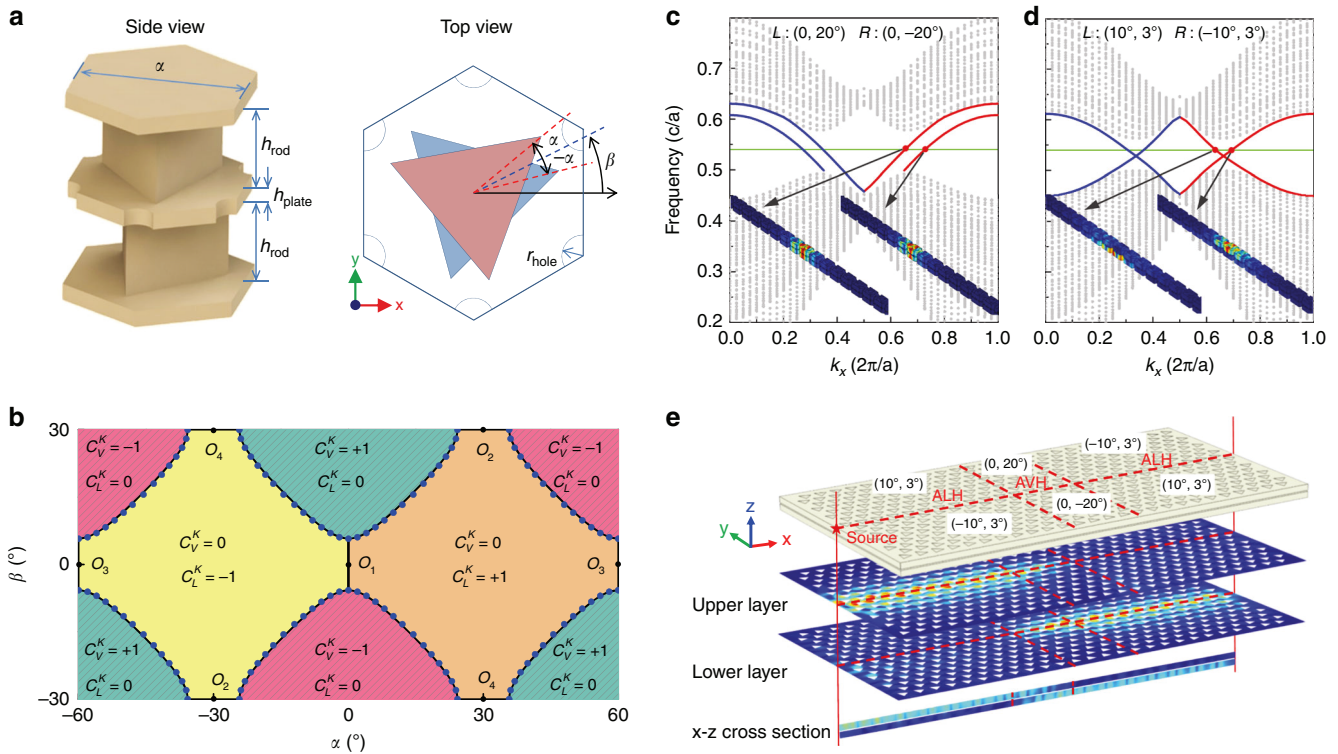 a
Side view
Top view
α
h_rod
h_plate
h_rod
α
−α
β
r_hole
y
x
b
β (°)
30
0
−30
C_V^K = −1
C_L^K = 0
O_4
C_V^K = +1
C_L^K = 0
O_2
C_V^K = −1
C_L^K = 0
O_3
C_V^K = 0
C_L^K = −1
O_1
C_V^K = 0
C_L^K = +1
O_3
C_V^K = +1
C_L^K = 0
O_2
C_V^K = −1
C_L^K = 0
O_4
C_V^K = +1
C_L^K = 0
−60
−30
0
30
60
α (°)
c
L : (0, 20°) R : (0, −20°)
Frequency (c/a)
0.7
0.6
0.5
0.4
0.3
0.2
0.0 0.2 0.4 0.6 0.8 1.0
k_x (2π/a)
d
L : (10°, 3°) R : (−10°, 3°)
0.0 0.2 0.4 0.6 0.8 1.0
k_x (2π/a)
e
(−10°, 3°)
(0, 20°)
ALH
(10°, 3°)
AVH
(10°, 3°)
ALH
(0, −20°)
(−10°, 3°)
z
y
x
Source
Upper layer
Lower layer
x-z cross section